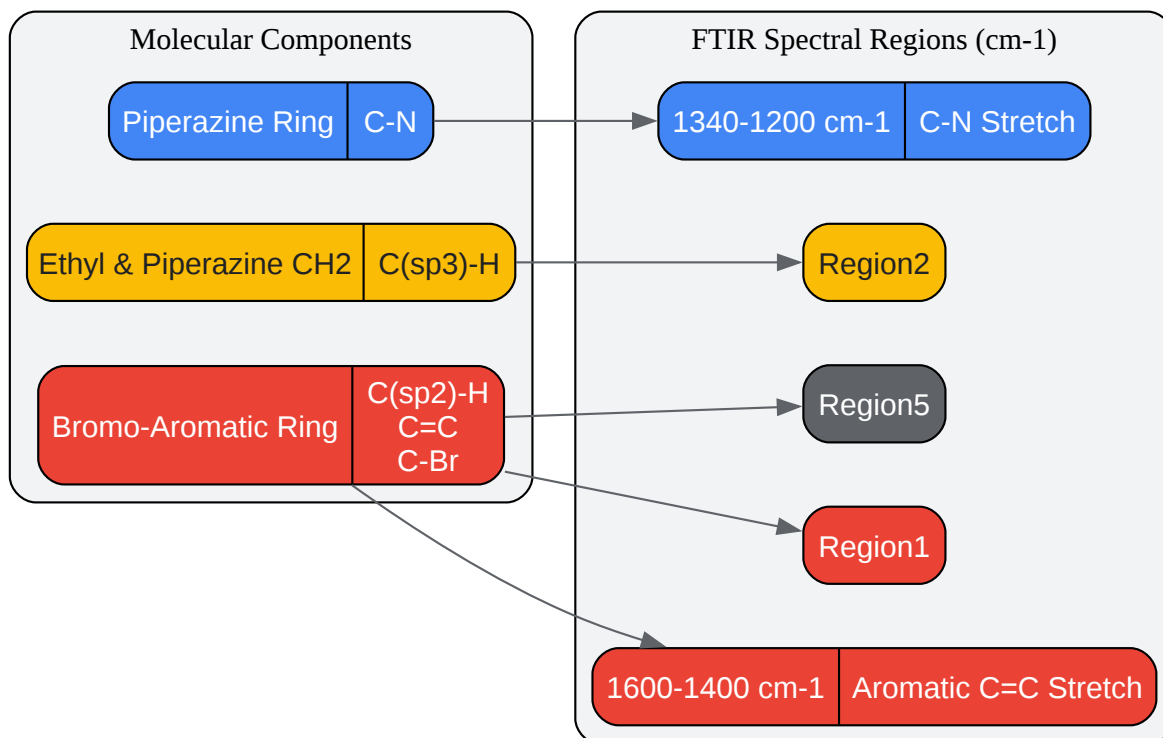 Molecular Components
Piperazine Ring
C-N
Ethyl & Piperazine CH2
C(sp3)-H
Bromo-Aromatic Ring
C(sp2)-H
C=C
C-Br
FTIR Spectral Regions (cm-1)
1340-1200 cm-1
C-N Stretch
Region2
Region5
Region1
1600-1400 cm-1
Aromatic C=C Stretch